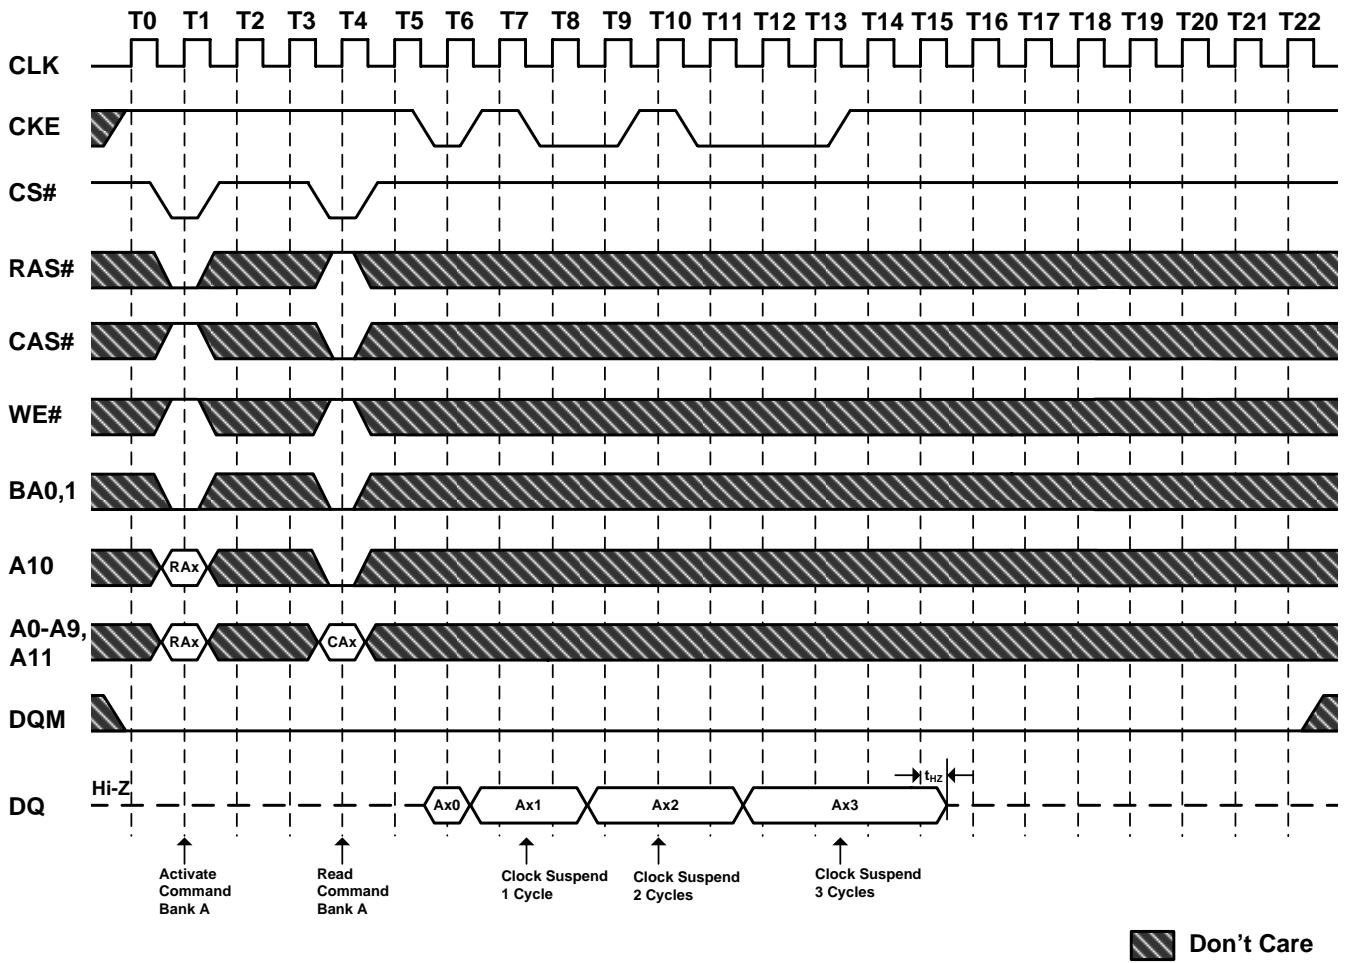 T0 T1 T2 T3 T4 T5 T6 T7 T8 T9 T10 T11 T12 T13 T14 T15 T16 T17 T18 T19 T20 T21 T22
CLK
CKE
CS#
RAS#
CAS#
WE#
BA0,1
A10
RAx
A0-A9,
A11
RAx CAx
DQM
Hi-Z
tHZ
DQ
Ax0 Ax1 Ax2 Ax3
Activate
Command
Bank A
Read
Command
Bank A
Clock Suspend
1 Cycle
Clock Suspend
2 Cycles
Clock Suspend
3 Cycles
Don't Care